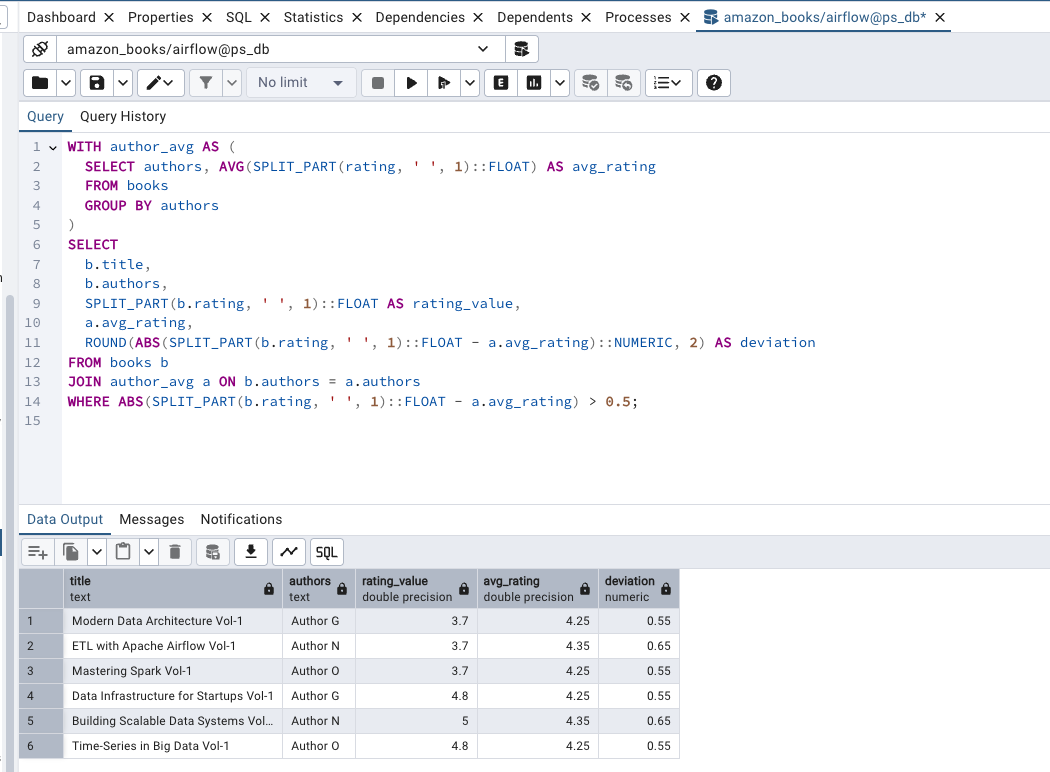 Dashboard Properties SQL Statistics Dependencies Dependents Processes amazon_books/airflow@ps_db*
amazon_books/airflow@ps_db
No limit E
Query Query History
1 WITH author_avg AS (
2 SELECT authors, AVG(SPLIT_PART(rating, ' ', 1)::FLOAT) AS avg_rating
3 FROM books
4 GROUP BY authors
5 )
6 SELECT
7 b.title,
8 b.authors,
9 SPLIT_PART(b.rating, ' ', 1)::FLOAT AS rating_value,
10 a.avg_rating,
11 ROUND(ABS(SPLIT_PART(b.rating, ' ', 1)::FLOAT - a.avg_rating)::NUMERIC, 2) AS deviation
12 FROM books b
13 JOIN author_avg a ON b.authors = a.authors
14 WHERE ABS(SPLIT_PART(b.rating, ' ', 1)::FLOAT - a.avg_rating) > 0.5;
15
Data Output Messages Notifications
SQL
title authors rating_value avg_rating deviation
text text double precision double precision numeric
1 Modern Data Architecture Vol-1 Author G 3.7 4.25 0.55
2 ETL with Apache Airflow Vol-1 Author N 3.7 4.35 0.65
3 Mastering Spark Vol-1 Author O 3.7 4.25 0.55
4 Data Infrastructure for Startups Vol-1 Author G 4.8 4.25 0.55
5 Building Scalable Data Systems Vol... Author N 5 4.35 0.65
6 Time-Series in Big Data Vol-1 Author O 4.8 4.25 0.55